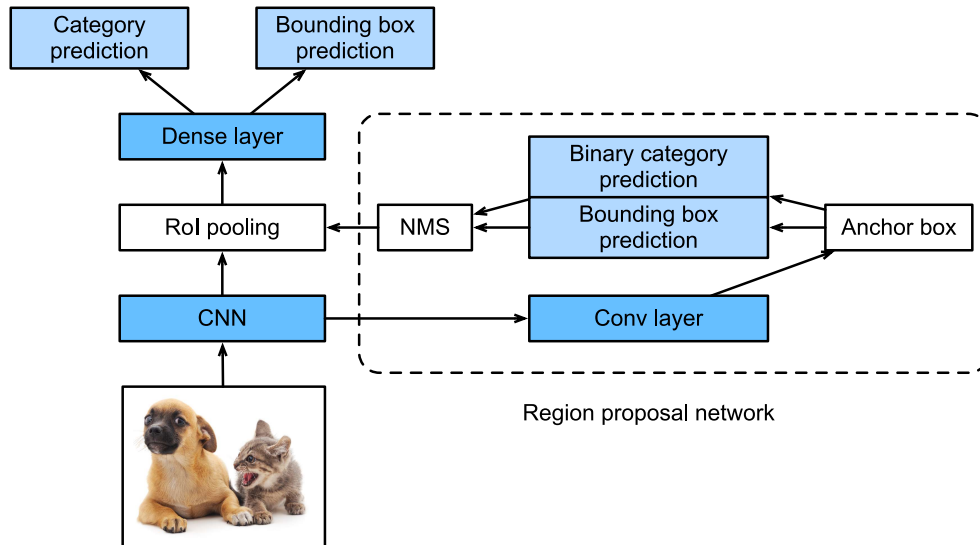 Category
prediction
Bounding box
prediction
Dense layer
Binary category
prediction
RoI pooling
NMS
Bounding box
prediction
Anchor box
CNN
Conv layer
Region proposal network